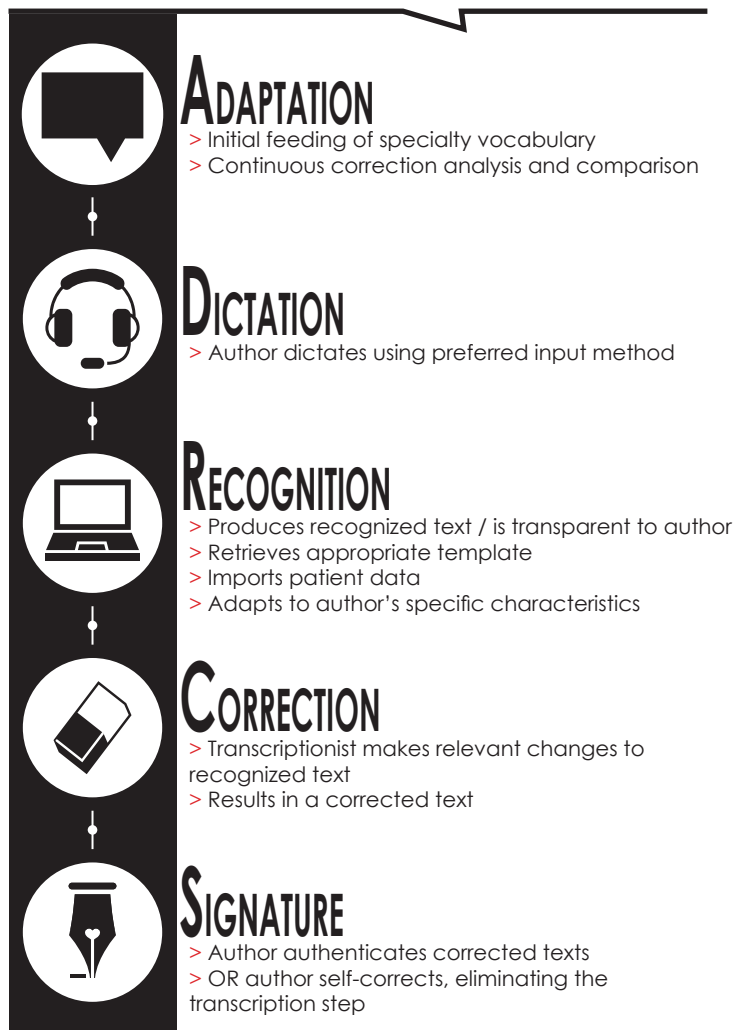 ADAPTATION
> Initial feeding of specialty vocabulary
> Continuous correction analysis and comparison
DICTATION
> Author dictates using preferred input method
RECOGNITION
> Produces recognized text / is transparent to author
> Retrieves appropriate template
> Imports patient data
> Adapts to author’s specific characteristics
CORRECTION
> Transcriptionist makes relevant changes to
recognized text
> Results in a corrected text
SIGNATURE
> Author authenticates corrected texts
> OR author self-corrects, eliminating the
transcription step